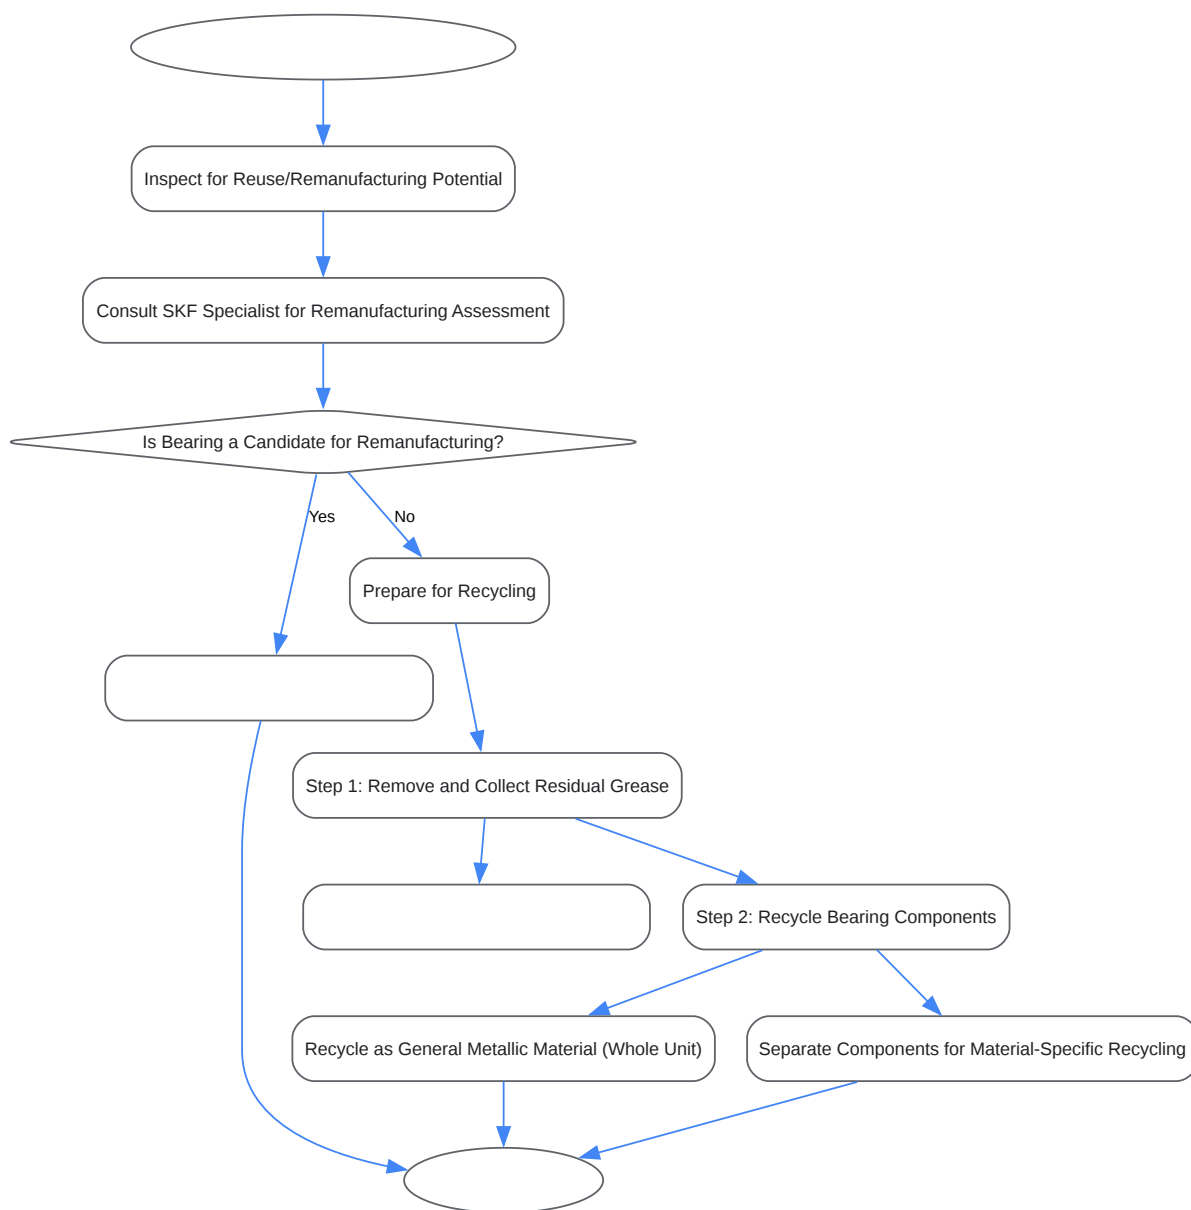 Inspect for Reuse/Remanufacturing Potential
Consult SKF Specialist for Remanufacturing Assessment
Is Bearing a Candidate for Remanufacturing?
Yes
No
Prepare for Recycling
Step 1: Remove and Collect Residual Grease
Step 2: Recycle Bearing Components
Recycle as General Metallic Material (Whole Unit)
Separate Components for Material-Specific Recycling